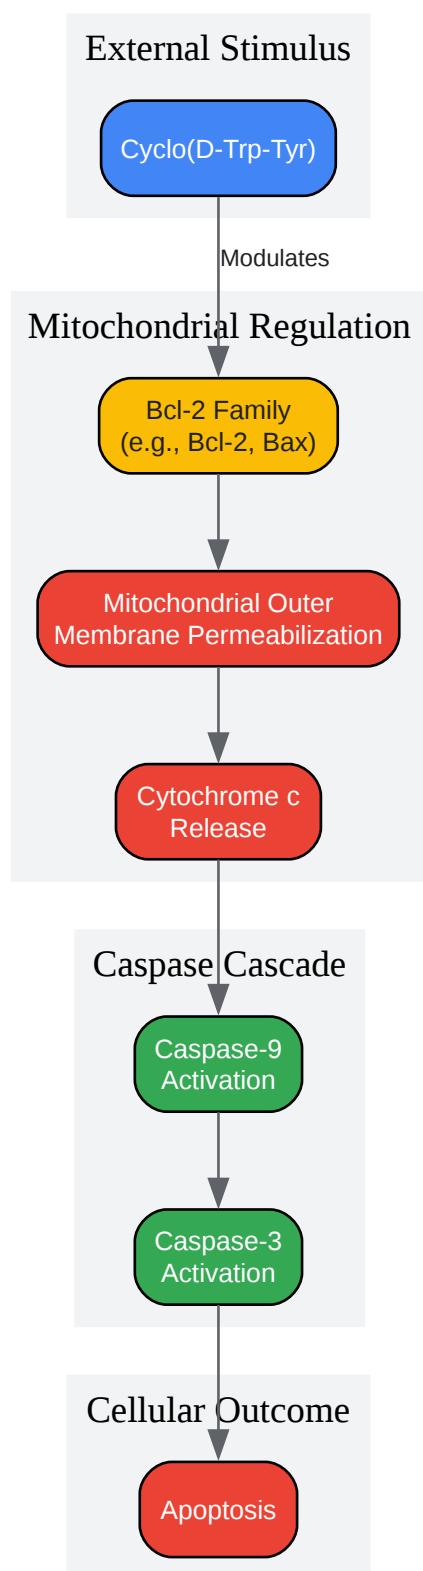 External Stimulus
Cyclo(D-Trp-Tyr)
Modulates
Mitochondrial Regulation
Bcl-2 Family
(e.g., Bcl-2, Bax)
Mitochondrial Outer
Membrane Permeabilization
Cytochrome c
Release
Caspase Cascade
Caspase-9
Activation
Caspase-3
Activation
Cellular Outcome
Apoptosis